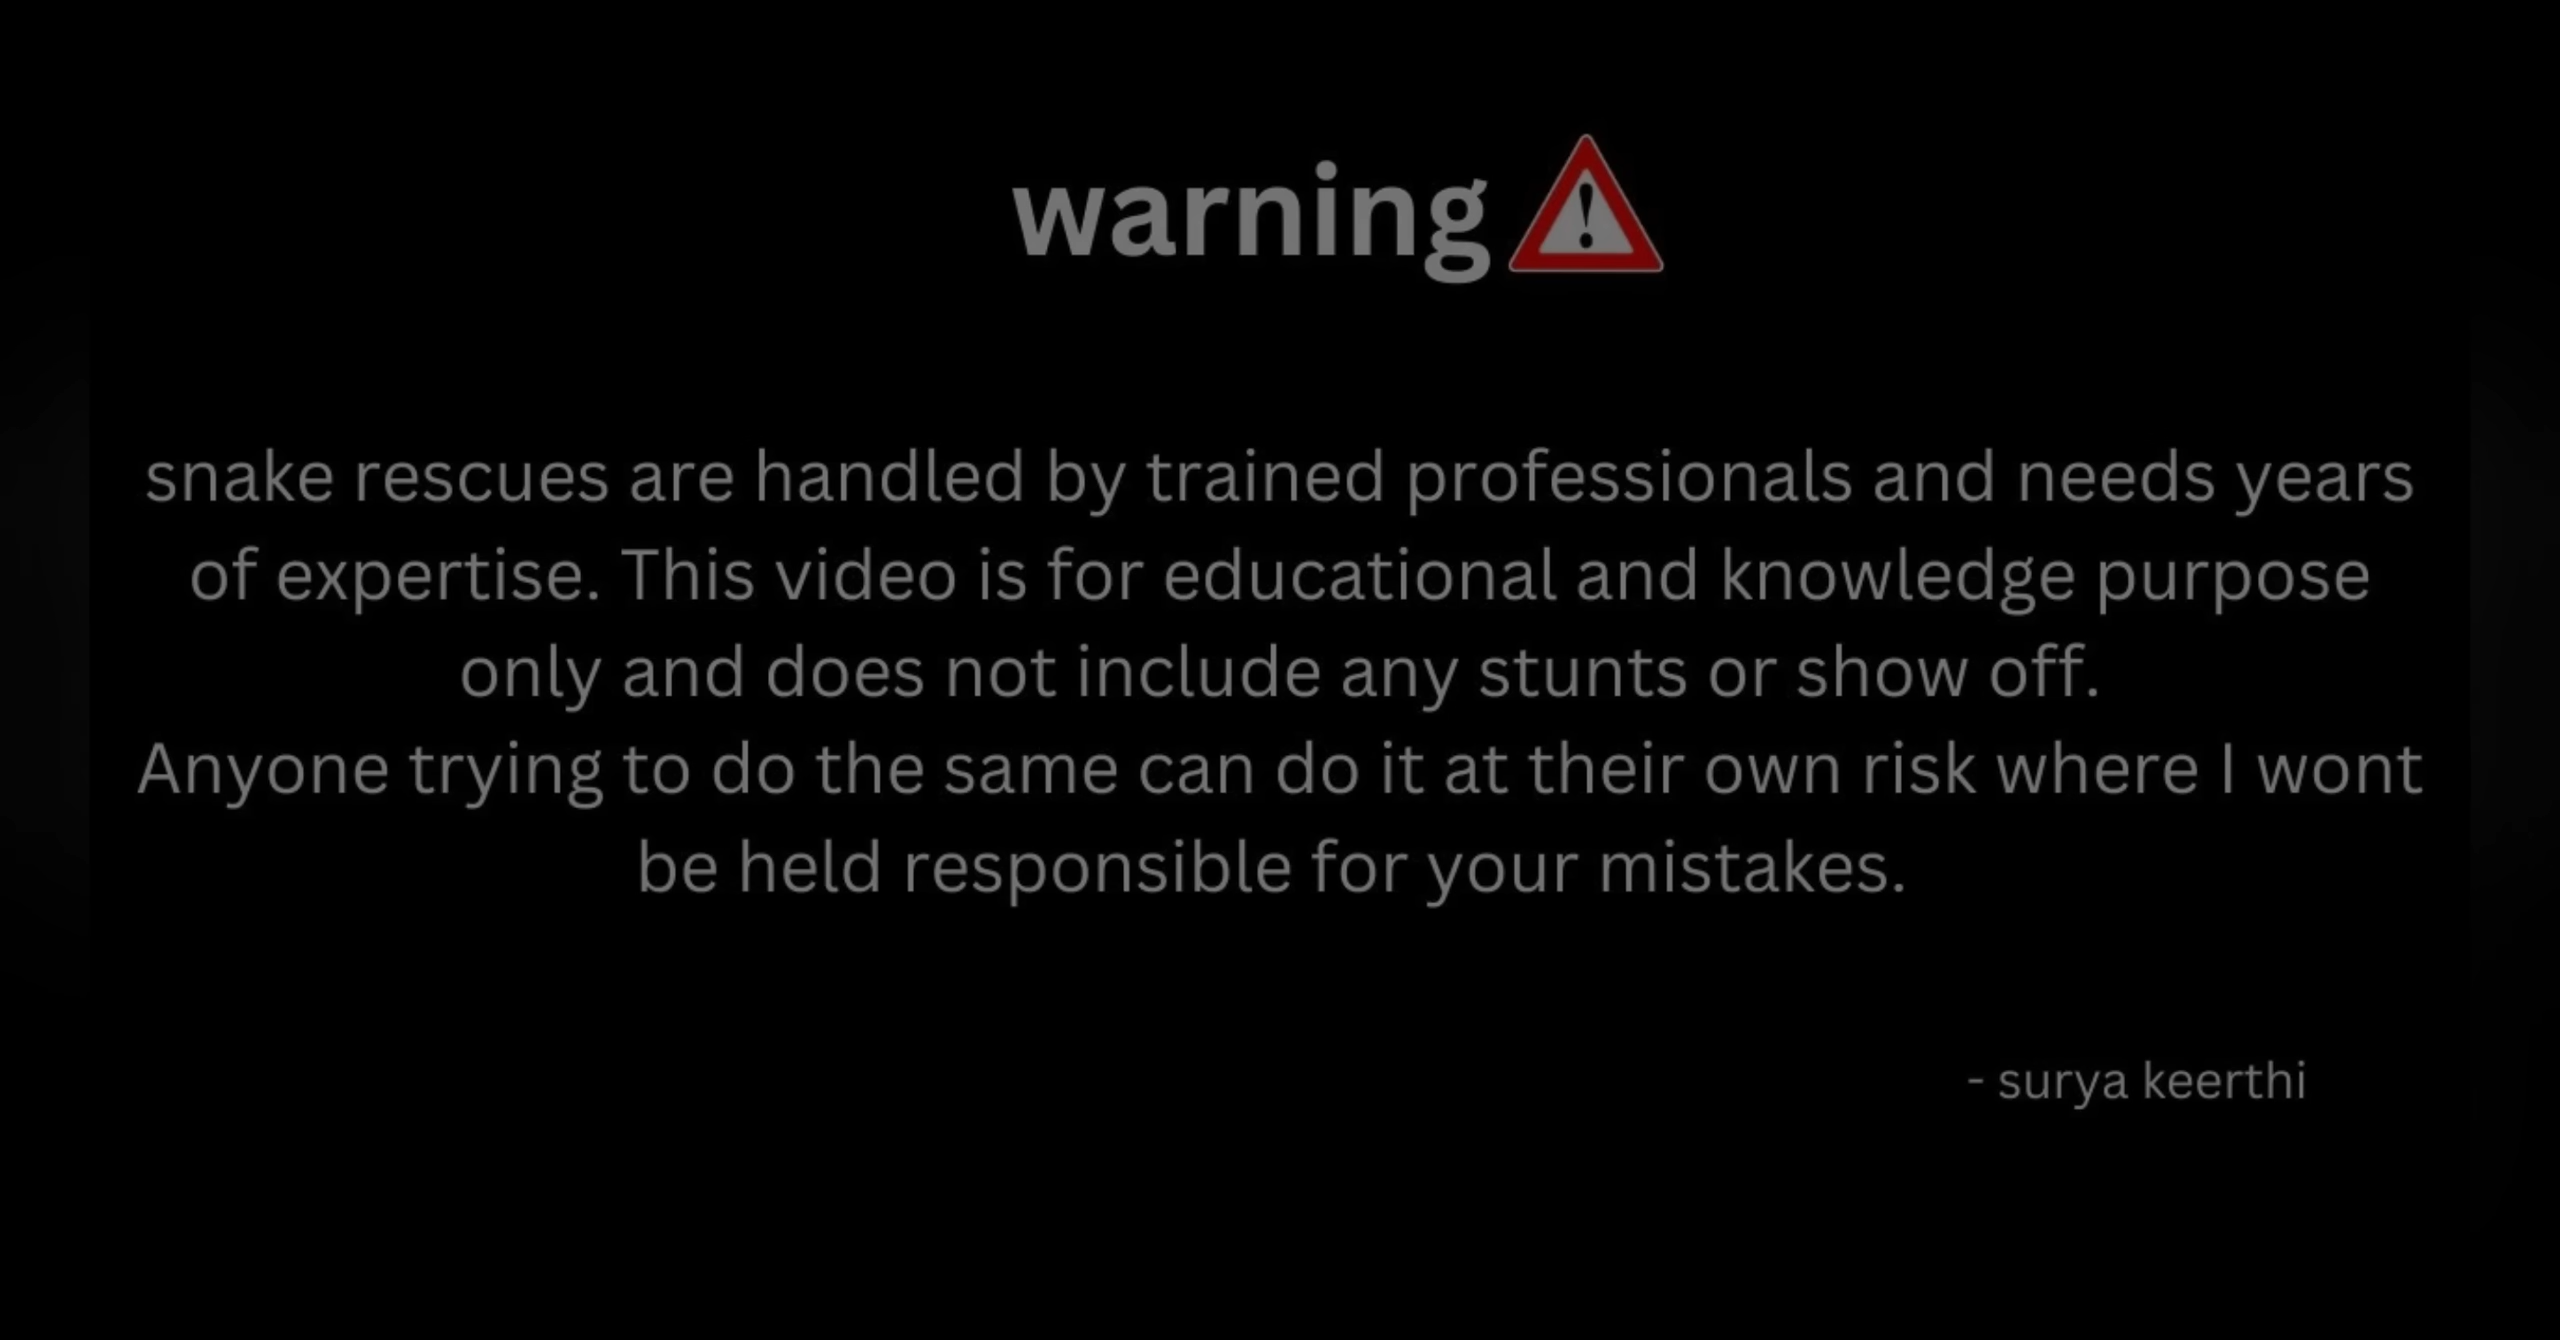 warning
snake rescues are handled by trained professionals and needs years
of expertise. This video is for educational and knowledge purpose
only and does not include any stunts or show off.
Anyone trying to do the same can do it at their own risk where I wont
be held responsible for your mistakes.
- surya keerthi